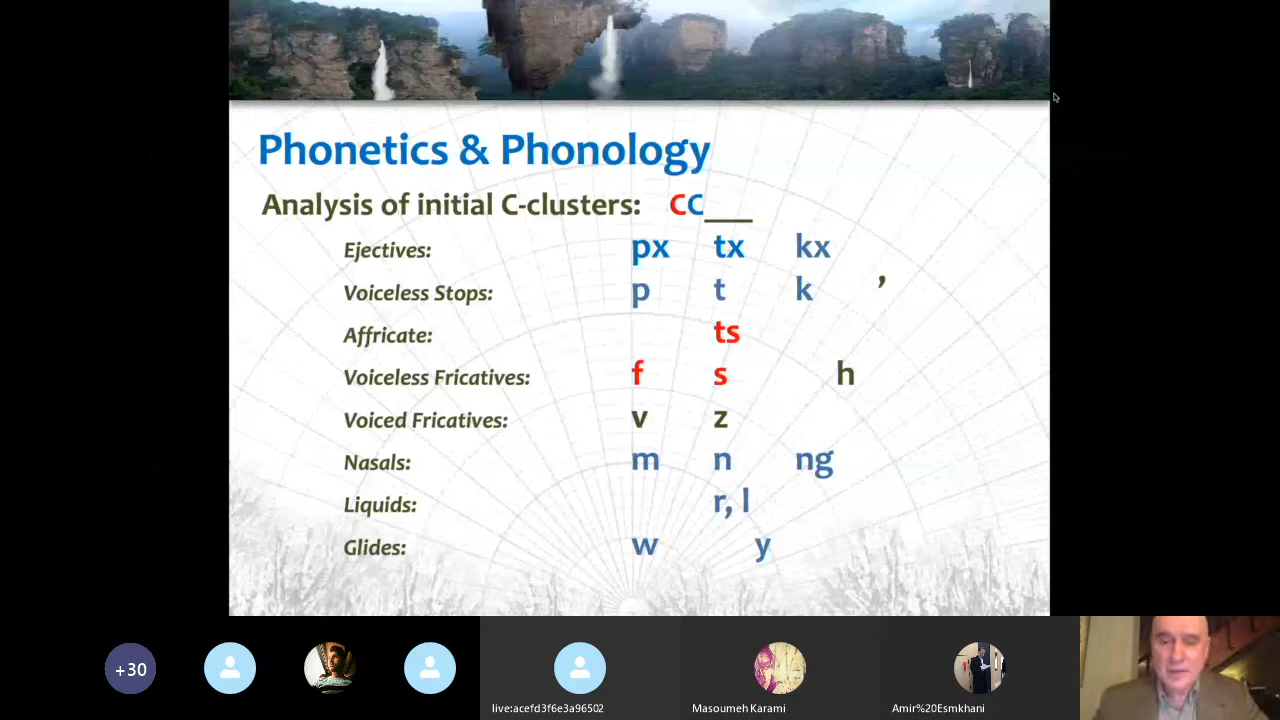 Phonetics & Phonology
Analysis of initial C-clusters: CC___
Ejectives: px tx kx
Voiceless Stops: p t k ’
Affricate: ts
Voiceless Fricatives: f s h
Voiced Fricatives: v z
Nasals: m n ng
Liquids: r, l
Glides: w y
+30
live:acefd3f6e3a96502 Masoumeh Karami Amir%20Esmkhani